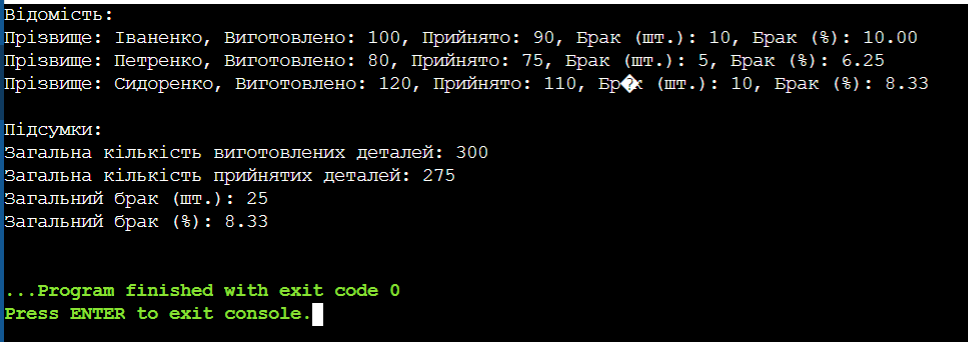 Відомість:
Прізвище: Іваненко, Виготовлено: 100, Прийнято: 90, Брак (шт.): 10, Брак (%): 10.00
Прізвище: Петренко, Виготовлено: 80, Прийнято: 75, Брак (шт.): 5, Брак (%): 6.25
Прізвище: Сидоренко, Виготовлено: 120, Прийнято: 110, Бр�к (шт.): 10, Брак (%): 8.33
Підсумки:
Загальна кількість виготовлених деталей: 300
Загальна кількість прийнятих деталей: 275
Загальний брак (шт.): 25
Загальний брак (%): 8.33
...Program finished with exit code 0
Press ENTER to exit console.